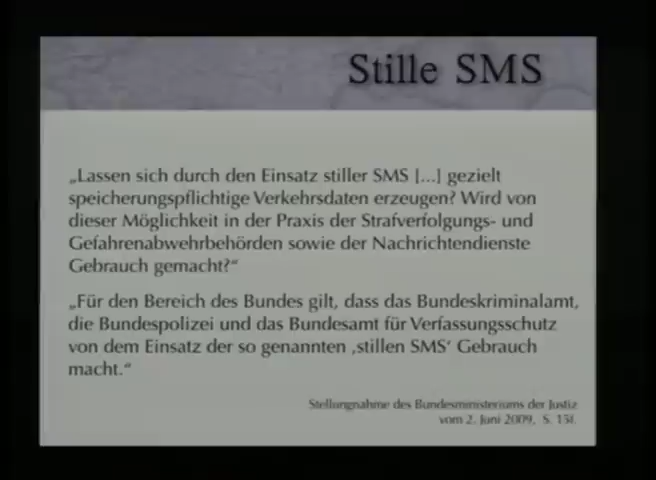 Stille SMS
„Lassen sich durch den Einsatz stiller SMS [...] gezielt
speicherungspflichtige Verkehrsdaten erzeugen? Wird von
dieser Möglichkeit in der Praxis der Strafverfolgungs- und
Gefahrenabwehrbehörden sowie der Nachrichtendienste
Gebrauch gemacht?“
„Für den Bereich des Bundes gilt, dass das Bundeskriminalamt,
die Bundespolizei und das Bundesamt für Verfassungsschutz
von dem Einsatz der so genannten ‚stillen SMS‘ Gebrauch
macht.“
Stellungnahme des Bundesministeriums der Justiz
vom 2. Juni 2009, S. 15f.